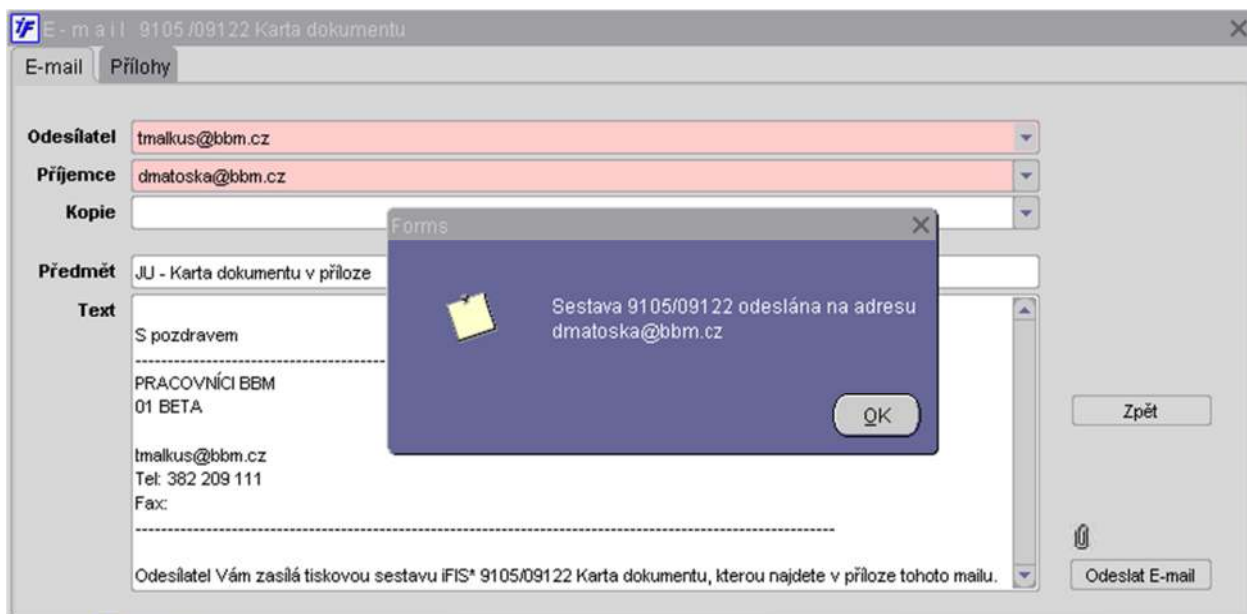 iF E - m a i l 9105 /09122 Karta dokumentu
E-mail Přílohy
Odesílatel tmalkus@bbm.cz
Příjemce dmatoska@bbm.cz
Kopie
Forms
Předmět JU - Karta dokumentu v příloze
Text
Sestava 9105/09122 odeslána na adresu
dmatoska@bbm.cz
OK
S pozdravem
--------------------------------------------------
PRACOVNÍCI BBM
01 BETA
tmalkus@bbm.cz
Tel: 382 209 111
Fax:
--------------------------------------------------------------------------------------------------------------
Odesílatel Vám zasílá tiskovou sestavu iFIS* 9105/09122 Karta dokumentu, kterou najdete v příloze tohoto mailu.
Zpět
Odeslat E-mail